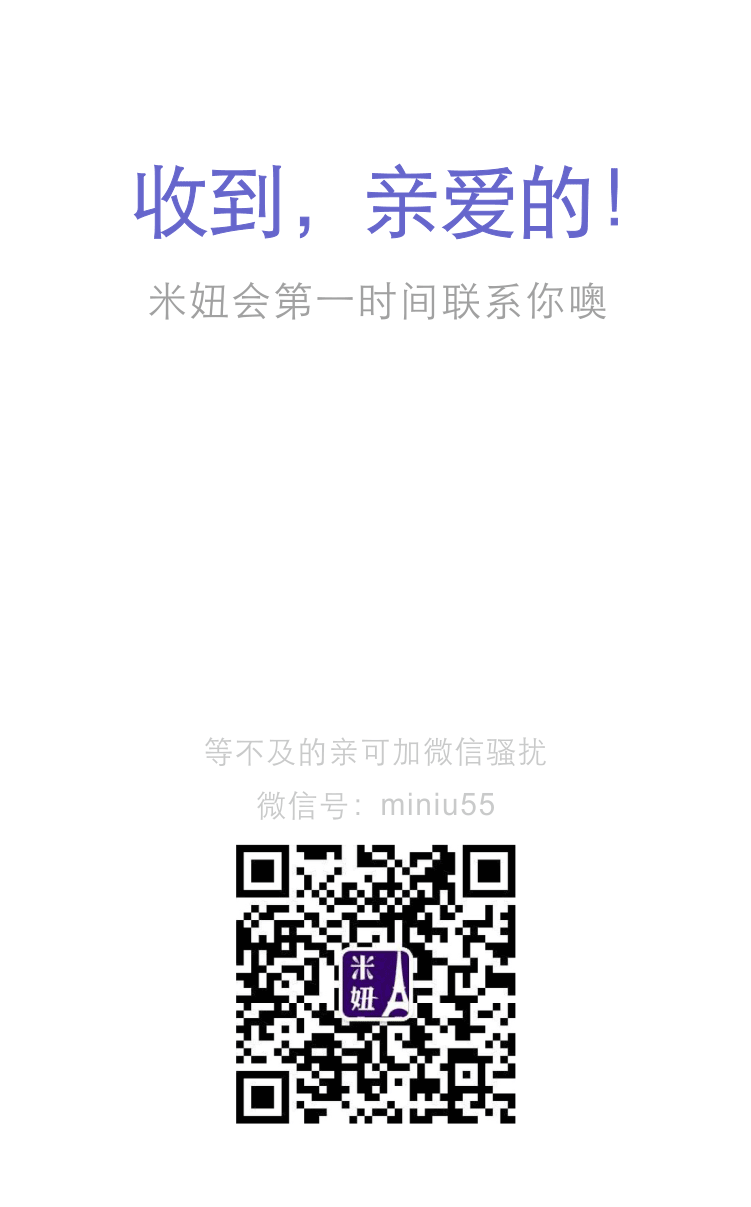 收到，亲爱的！
米妞会第一时间联系你噢
等不及的亲可加微信骚扰
微信号：miniu55
米
妞